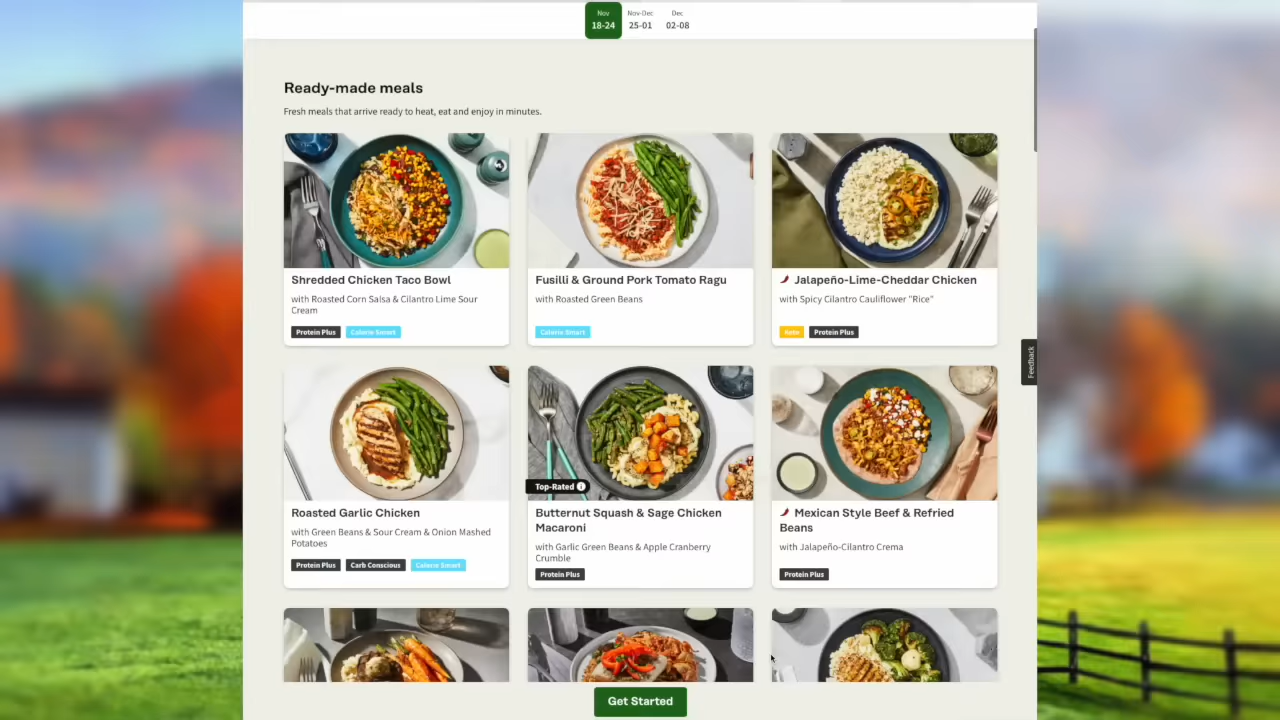 Nov
18-24
Nov-Dec
25-01
Dec
02-08
Ready-made meals
Fresh meals that arrive ready to heat, eat and enjoy in minutes.
Shredded Chicken Taco Bowl
with Roasted Corn Salsa & Cilantro Lime Sour
Cream
Protein Plus
Calorie Smart
Fusilli & Ground Pork Tomato Ragu
with Roasted Green Beans
Calorie Smart
Jalapeño-Lime-Cheddar Chicken
with Spicy Cilantro Cauliflower "Rice"
Keto
Protein Plus
Feedback
Roasted Garlic Chicken
with Green Beans & Sour Cream & Onion Mashed
Potatoes
Protein Plus
Carb Conscious
Calorie Smart
Top-Rated
Butternut Squash & Sage Chicken
Macaroni
with Garlic Green Beans & Apple Cranberry
Crumble
Protein Plus
Mexican Style Beef & Refried
Beans
with Jalapeño-Cilantro Crema
Protein Plus
Get Started